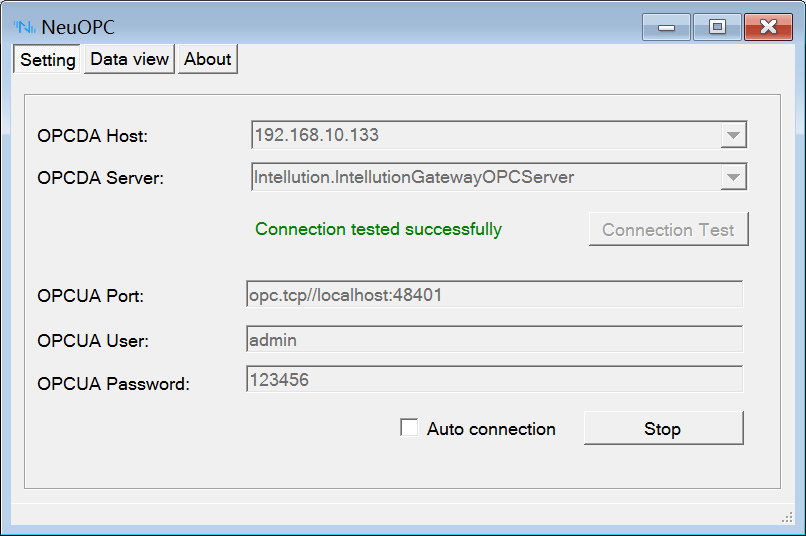 NeuOPC
Setting Data view About
OPCDA Host: 192.168.10.133
OPCDA Server: Intellution.IntellutionGatewayOPCServer
Connection tested successfully Connection Test
OPCUA Port: opc.tcp//localhost:48401
OPCUA User: admin
OPCUA Password: 123456
Auto connection Stop